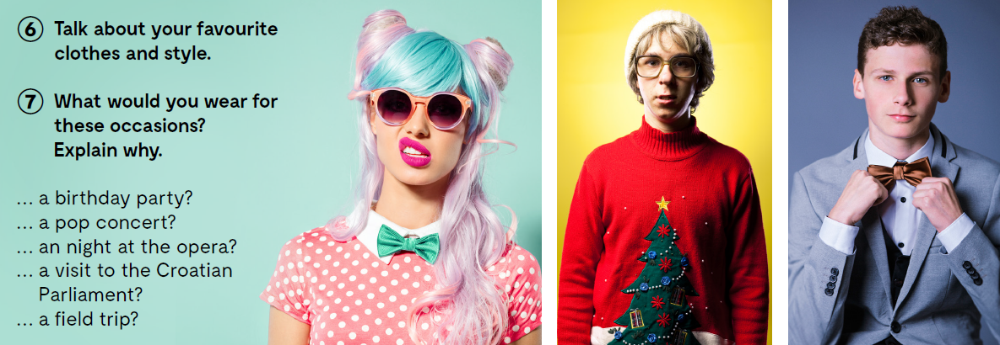 6 Talk about your favourite
clothes and style.
7 What would you wear for
these occasions?
Explain why.
... a birthday party?
... a pop concert?
... an night at the opera?
... a visit to the Croatian
Parliament?
... a field trip?